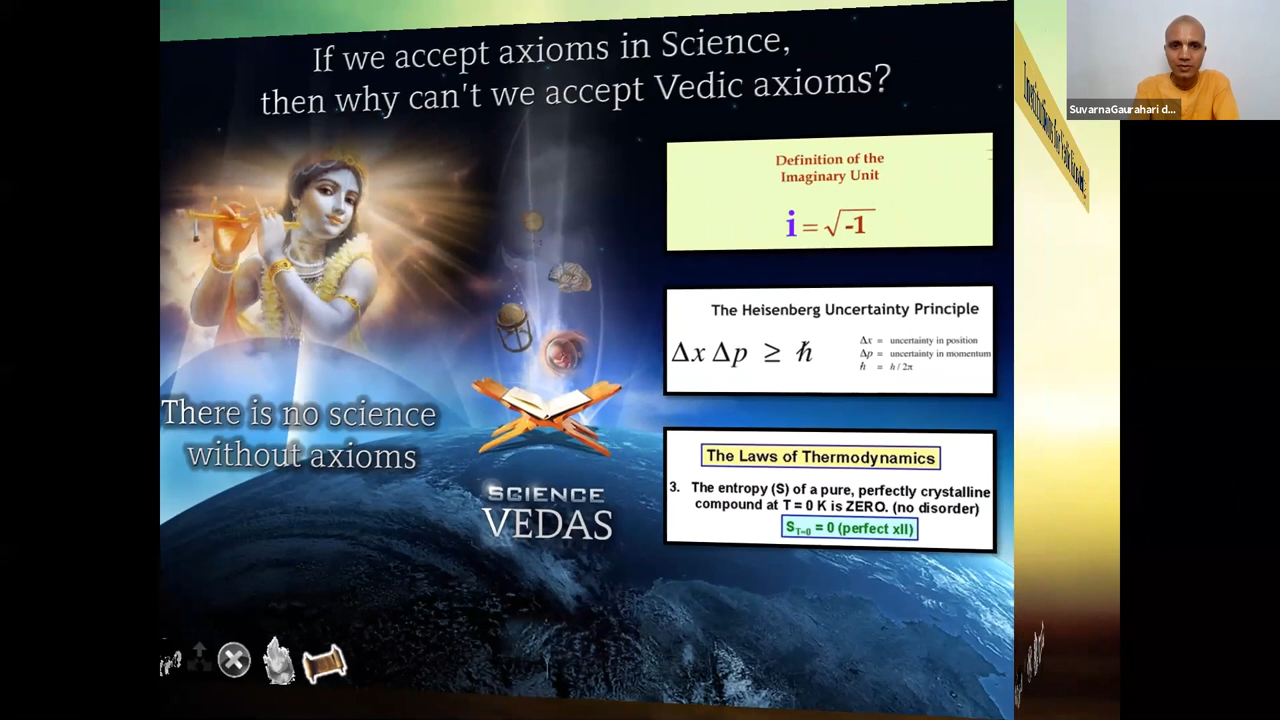 If we accept axioms in Science,
then why can't we accept Vedic axioms?
SuvarnaGaurahari d...
Definition of the
Imaginary Unit
i = √-1
The Heisenberg Uncertainty Principle
Δx Δp ≥ ħ
Δx = uncertainty in position
Δp = uncertainty in momentum
ħ = h / 2π
There is no science
without axioms
SCIENCE
VEDAS
The Laws of Thermodynamics
3. The entropy (S) of a pure, perfectly crystalline
compound at T = 0 K is ZERO. (no disorder)
S_T=0 = 0 (perfect xll)